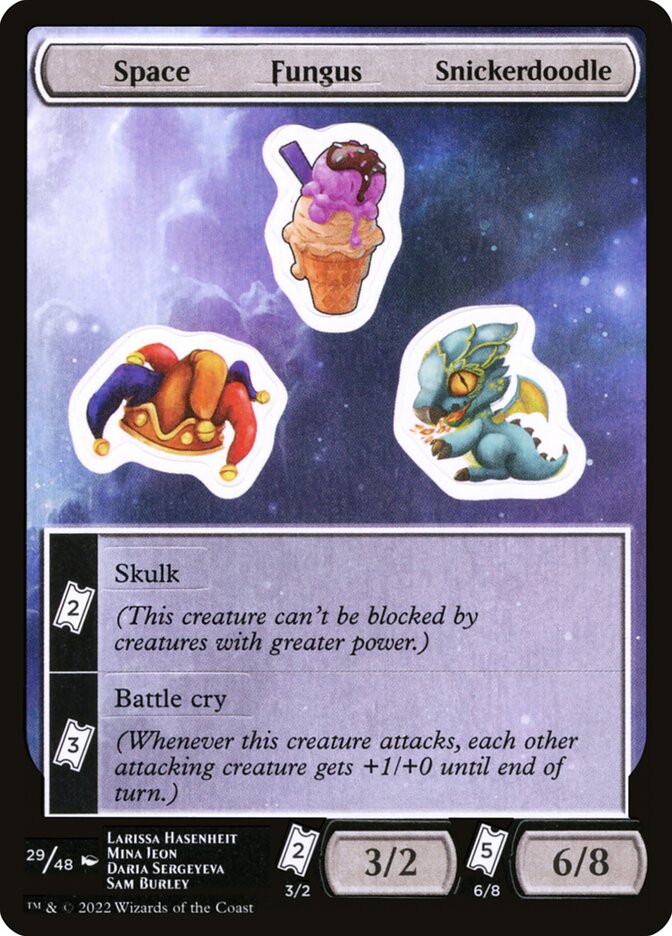 Space Fungus Snickerdoodle
2
Skulk
(This creature can't be blocked by
creatures with greater power.)
3
Battle cry
(Whenever this creature attacks, each other
attacking creature gets +1/+0 until end of
turn.)
29/48
Larissa Hasenheit
Mina Jeon
Daria Sergeyeva
Sam Burley
2
3/2
3/2
5
6/8
6/8
™ & © 2022 Wizards of the Coast